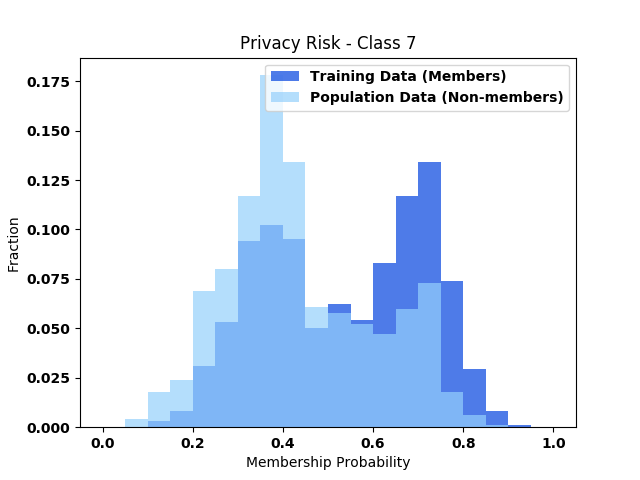 Privacy Risk - Class 7
Training Data (Members)
Population Data (Non-members)
0.175
0.150
0.125
0.100
0.075
0.050
0.025
0.000
Fraction
0.0 0.2 0.4 0.6 0.8 1.0
Membership Probability